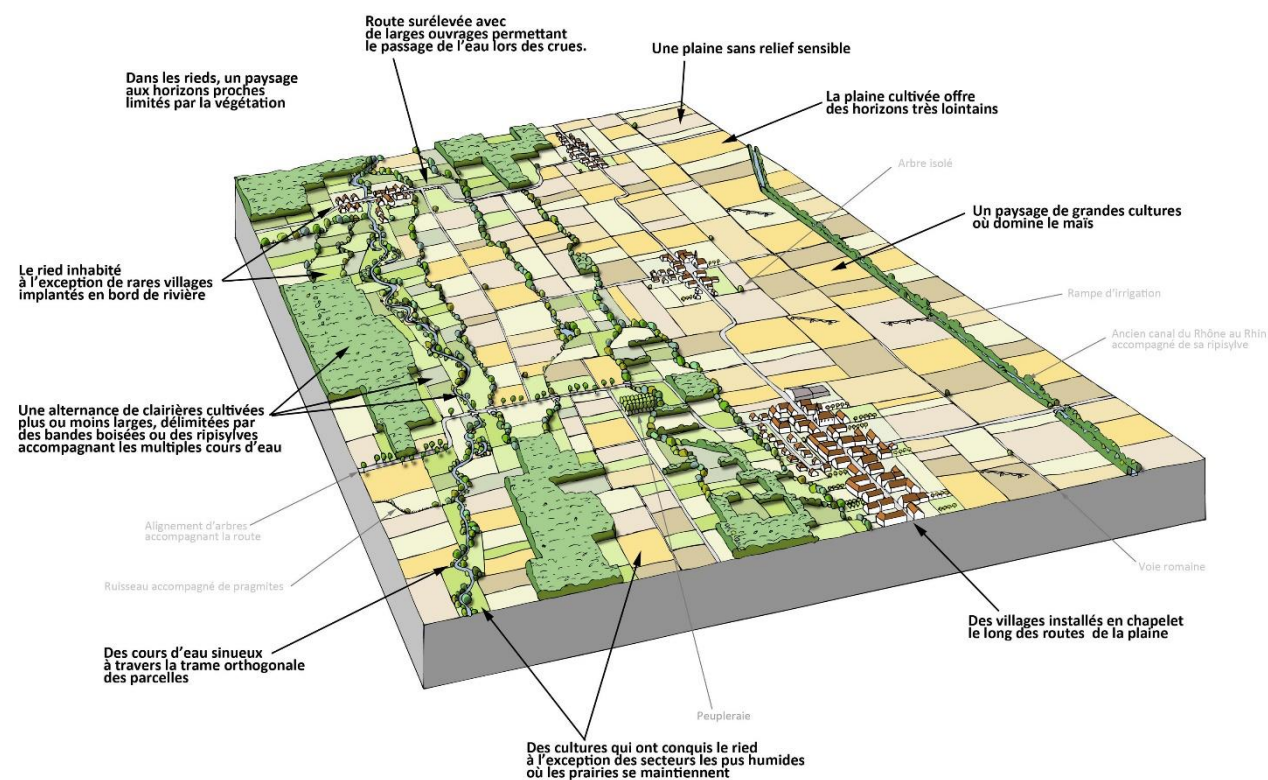 Route surélevée avec
de larges ouvrages permettant
le passage de l'eau lors des crues.
Une plaine sans relief sensible
Dans les rieds, un paysage
aux horizons proches
limités par la végétation
La plaine cultivée offre
des horizons très lointains
Arbre isolé
Un paysage de grandes cultures
où domine le maïs
Le ried inhabité
à l'exception de rares villages
implantés en bord de rivière
Rampe d'irrigation
Ancien canal du Rhône au Rhin
accompagné de sa ripisylve
Une alternance de clairières cultivées
plus ou moins larges, délimitées par
des bandes boisées ou des ripisylves
accompagnant les multiples cours d'eau
Alignement d'arbres
accompagnant la route
Ruisseau accompagné de pragmites
Voie romaine
Des villages installés en chapelet
le long des routes de la plaine
Des cours d'eau sinueux
à travers la trame orthogonale
des parcelles
Peupleraie
Des cultures qui ont conquis le ried
à l'exception des secteurs les pus humides
où les prairies se maintiennent